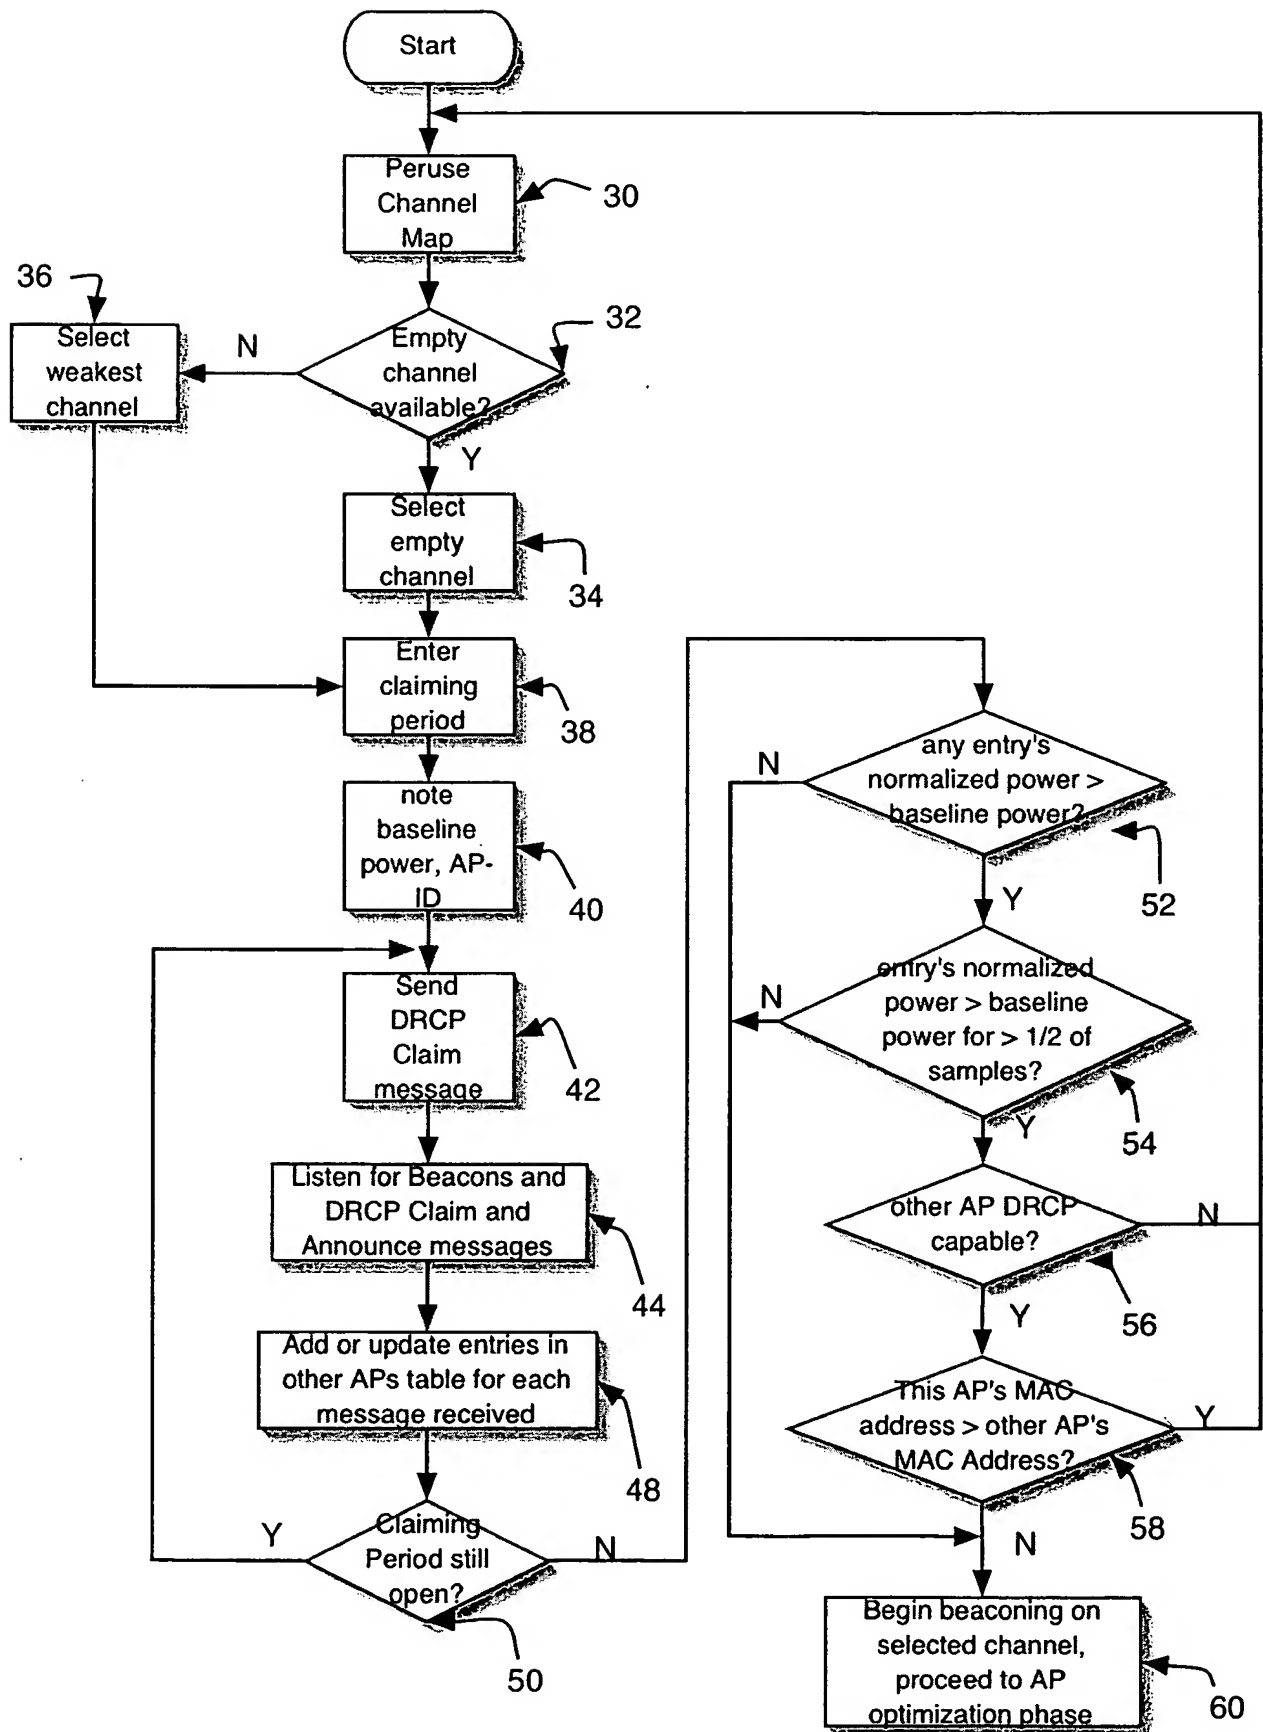 Start
Peruse
Channel
Map
30
36
Select
weakest
channel
N
Empty
channel
available?
32
Y
Select
empty
channel
34
Enter
claiming
period
38
note
baseline
power, AP-
ID
40
Send
DRCP
Claim
message
42
Listen for Beacons and
DRCP Claim and
Announce messages
44
Add or update entries in
other APs table for each
message received
48
Y
Claiming
Period still
open?
N
50
N
any entry's
normalized power >
baseline power?
52
Y
N
entry's normalized
power > baseline
power for > 1/2 of
samples?
54
Y
other AP DRCP
capable?
N
56
Y
This AP's MAC
address > other AP's
MAC Address?
Y
58
N
Begin beaconing on
selected channel,
proceed to AP
optimization phase
60